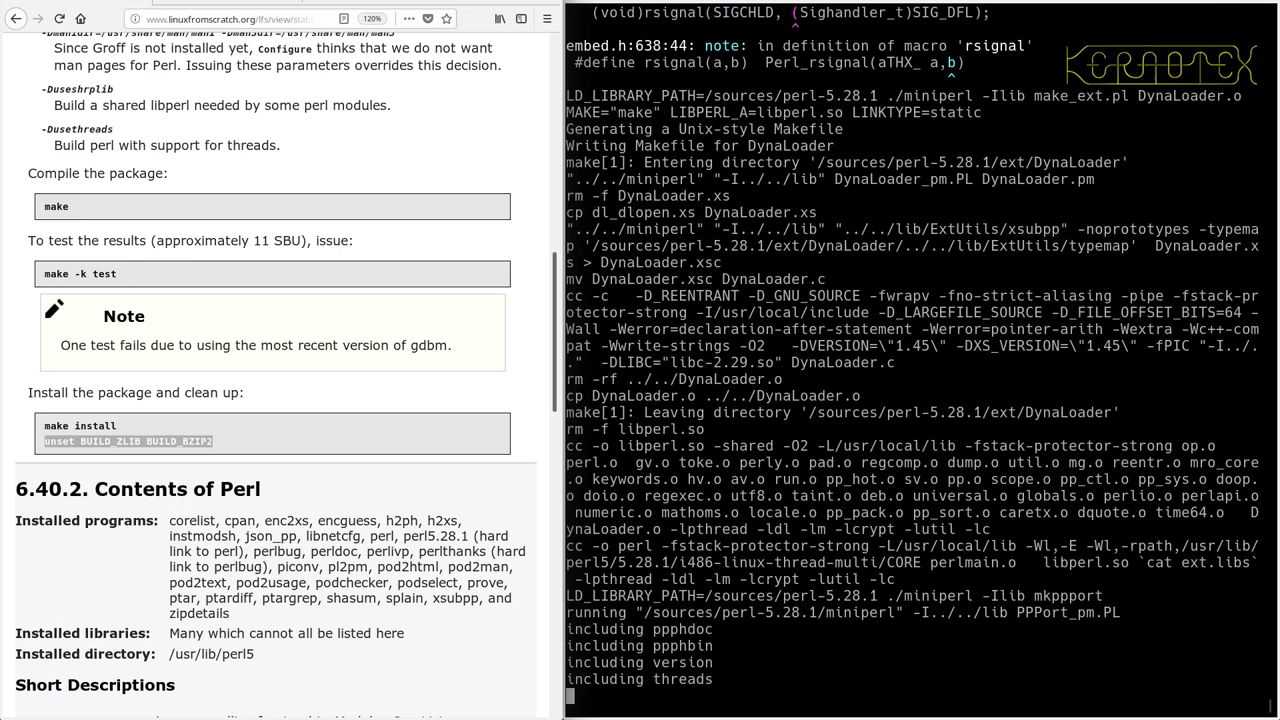 www.linuxfromscratch.org/lfs/view/stab
120%
-Dman1dir=/usr/share/man/man1 -Dman3dir=/usr/share/man/man3
Since Groff is not installed yet, Configure thinks that we do not want
man pages for Perl. Issuing these parameters overrides this decision.
-Duseshrplib
Build a shared libperl needed by some perl modules.
-Dusethreads
Build perl with support for threads.
Compile the package:
make
To test the results (approximately 11 SBU), issue:
make -k test
Note
One test fails due to using the most recent version of gdbm.
Install the package and clean up:
make install
unset BUILD_ZLIB BUILD_BZIP2
6.40.2. Contents of Perl
Installed programs: corelist, cpan, enc2xs, encguess, h2ph, h2xs,
instmodsh, json_pp, libnetcfg, perl, perl5.28.1 (hard
link to perl), perlbug, perldoc, perlivp, perlthanks (hard
link to perlbug), piconv, pl2pm, pod2html, pod2man,
pod2text, pod2usage, podchecker, podselect, prove,
ptar, ptardiff, ptargrep, shasum, splain, xsubpp, and
zipdetails
Installed libraries: Many which cannot all be listed here
Installed directory: /usr/lib/perl5
Short Descriptions
(void)rsignal(SIGCHLD, (Sighandler_t)SIG_DFL);
^
embed.h:638:44: note: in definition of macro 'rsignal'
#define rsignal(a,b) Perl_rsignal(aTHX_ a,b)
^
KERAOTEX
LD_LIBRARY_PATH=/sources/perl-5.28.1 ./miniperl -Ilib make_ext.pl DynaLoader.o
MAKE="make" LIBPERL_A=libperl.so LINKTYPE=static
Generating a Unix-style Makefile
Writing Makefile for DynaLoader
make[1]: Entering directory '/sources/perl-5.28.1/ext/DynaLoader'
"../../miniperl" "-I../../lib" DynaLoader_pm.PL DynaLoader.pm
rm -f DynaLoader.xs
cp dl_dlopen.xs DynaLoader.xs
"../../miniperl" "-I../../lib" "../../lib/ExtUtils/xsubpp" -noprototypes -typema
p '/sources/perl-5.28.1/ext/DynaLoader/../../lib/ExtUtils/typemap' DynaLoader.x
s > DynaLoader.xsc
mv DynaLoader.xsc DynaLoader.c
cc -c -D_REENTRANT -D_GNU_SOURCE -fwrapv -fno-strict-aliasing -pipe -fstack-pr
otector-strong -I/usr/local/include -D_LARGEFILE_SOURCE -D_FILE_OFFSET_BITS=64 -
Wall -Werror=declaration-after-statement -Werror=pointer-arith -Wextra -Wc++-com
pat -Wwrite-strings -O2 -DVERSION=\"1.45\" -DXS_VERSION=\"1.45\" -fPIC "-I../.
." -DLIBC="libc-2.29.so" DynaLoader.c
rm -rf ../../DynaLoader.o
cp DynaLoader.o ../../DynaLoader.o
make[1]: Leaving directory '/sources/perl-5.28.1/ext/DynaLoader'
rm -f libperl.so
cc -o libperl.so -shared -O2 -L/usr/local/lib -fstack-protector-strong op.o
perl.o gv.o toke.o perly.o pad.o regcomp.o dump.o util.o mg.o reentr.o mro_core
.o keywords.o hv.o av.o run.o pp_hot.o sv.o pp.o scope.o pp_ctl.o pp_sys.o doop.
o doio.o regexec.o utf8.o taint.o deb.o universal.o globals.o perlio.o perlapi.o
numeric.o mathoms.o locale.o pp_pack.o pp_sort.o caretx.o dquote.o time64.o D
ynaLoader.o -lpthread -ldl -lm -lcrypt -lutil -lc
cc -o perl -fstack-protector-strong -L/usr/local/lib -Wl,-E -Wl,-rpath,/usr/lib/
perl5/5.28.1/i486-linux-thread-multi/CORE perlmain.o libperl.so `cat ext.libs`
-lpthread -ldl -lm -lcrypt -lutil -lc
LD_LIBRARY_PATH=/sources/perl-5.28.1 ./miniperl -Ilib mkppport
running "/sources/perl-5.28.1/miniperl" -I../../lib PPPort_pm.PL
including ppphdoc
including ppphbin
including version
including threads